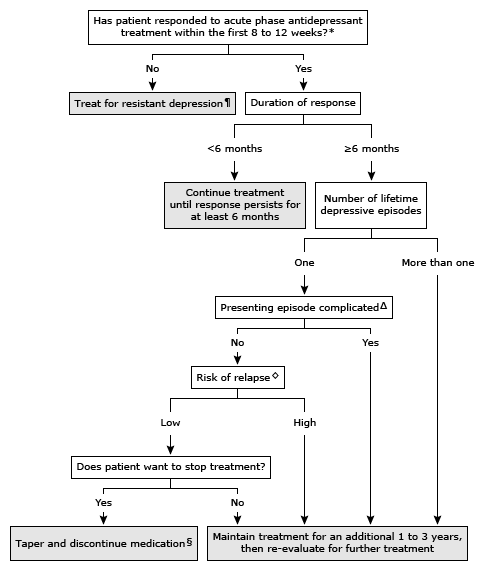 Has patient responded to acute phase antidepressant
treatment within the first 8 to 12 weeks?*
No
Yes
Treat for resistant depression¶
Duration of response
<6 months
≥6 months
Continue treatment
until response persists for
at least 6 months
Number of lifetime
depressive episodes
One
More than one
Presenting episode complicatedΔ
No
Yes
Risk of relapse◇
Low
High
Does patient want to stop treatment?
Yes
No
Taper and discontinue medication§
Maintain treatment for an additional 1 to 3 years,
then re-evaluate for further treatment